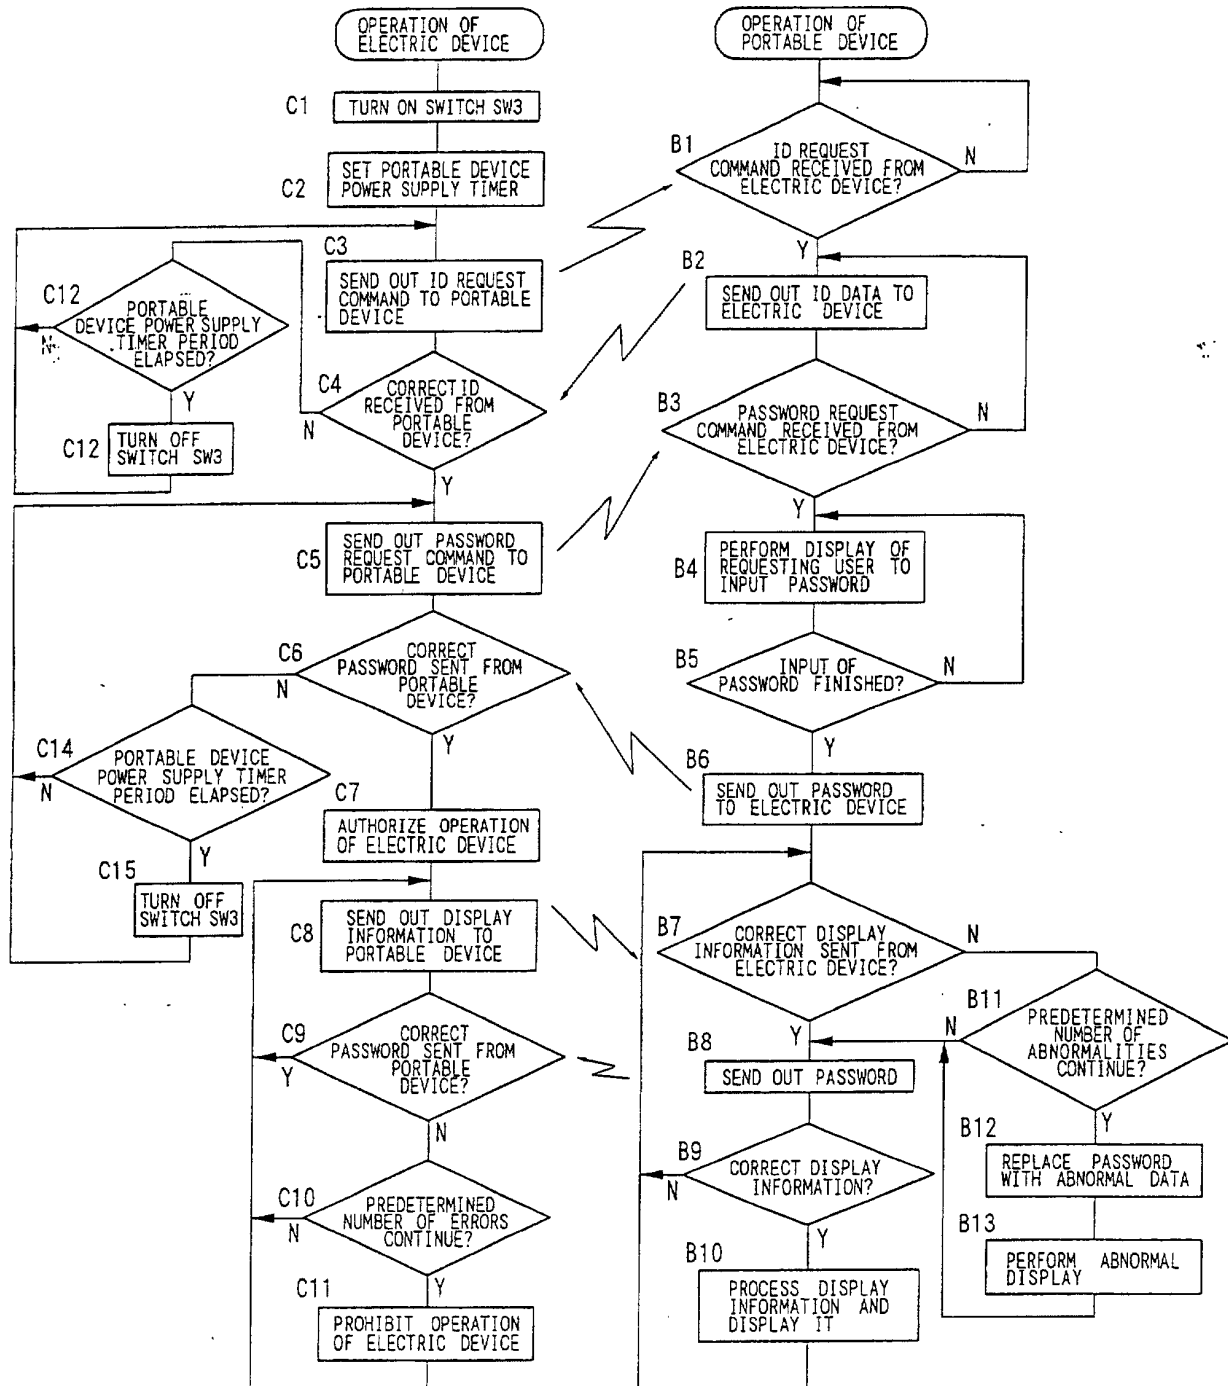 OPERATION OF
ELECTRIC DEVICE
C1
TURN ON SWITCH SW3
C2
SET PORTABLE DEVICE
POWER SUPPLY TIMER
C3
SEND OUT ID REQUEST
COMMAND TO PORTABLE
DEVICE
C12
PORTABLE
DEVICE POWER SUPPLY
TIMER PERIOD
ELAPSED?
N
Y
C12
TURN OFF
SWITCH SW3
C4
CORRECT ID
RECEIVED FROM
PORTABLE
DEVICE?
N
Y
C5
SEND OUT PASSWORD
REQUEST COMMAND TO
PORTABLE DEVICE
C6
CORRECT
PASSWORD SENT FROM
PORTABLE
DEVICE?
N
Y
C14
PORTABLE DEVICE
POWER SUPPLY TIMER
PERIOD ELAPSED?
N
Y
C15
TURN OFF
SWITCH SW3
C7
AUTHORIZE OPERATION
OF ELECTRIC DEVICE
C8
SEND OUT DISPLAY
INFORMATION TO
PORTABLE DEVICE
C9
CORRECT
PASSWORD SENT FROM
PORTABLE
DEVICE?
Y
N
C10
PREDETERMINED
NUMBER OF ERRORS
CONTINUE?
N
Y
C11
PROHIBIT OPERATION
OF ELECTRIC DEVICE
OPERATION OF
PORTABLE DEVICE
B1
ID REQUEST
COMMAND RECEIVED FROM
ELECTRIC DEVICE?
N
Y
B2
SEND OUT ID DATA TO
ELECTRIC DEVICE
B3
PASSWORD REQUEST
COMMAND RECEIVED FROM
ELECTRIC DEVICE?
N
Y
B4
PERFORM DISPLAY OF
REQUESTING USER TO
INPUT PASSWORD
B5
INPUT OF
PASSWORD FINISHED?
N
Y
B6
SEND OUT PASSWORD
TO ELECTRIC DEVICE
B7
CORRECT DISPLAY
INFORMATION SENT FROM
ELECTRIC DEVICE?
N
Y
B8
SEND OUT PASSWORD
B9
CORRECT DISPLAY
INFORMATION?
N
Y
B10
PROCESS DISPLAY
INFORMATION AND
DISPLAY IT
B11
PREDETERMINED
NUMBER OF
ABNORMALITIES
CONTINUE?
N
Y
B12
REPLACE PASSWORD
WITH ABNORMAL DATA
B13
PERFORM ABNORMAL
DISPLAY